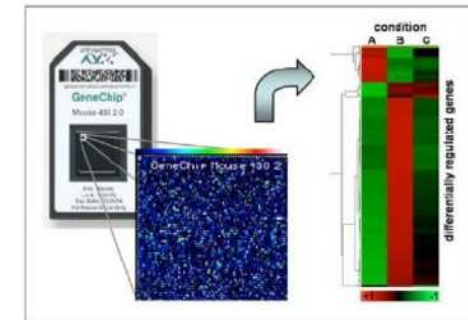 GeneChip®
Mouse 430 2.0
GeneChip Mouse 430 2
condition
A B C
differentially regulated genes
+1 -1